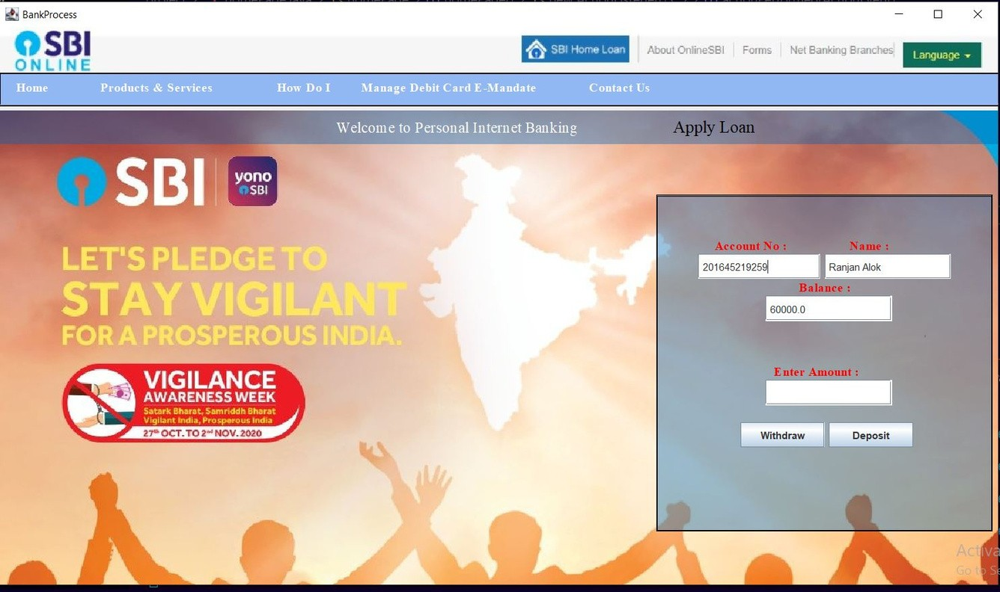 BankProcess
SBI
ONLINE
SBI Home Loan
About OnlineSBI
Forms
Net Banking Branches
Language
Home
Products & Services
How Do I
Manage Debit Card E-Mandate
Contact Us
Welcome to Personal Internet Banking
Apply Loan
SBI
yono
SBI
LET'S PLEDGE TO
STAY VIGILANT
FOR A PROSPEROUS INDIA.
VIGILANCE
AWARENESS WEEK
Satark Bharat, Samriddh Bharat
Vigilant India, Prosperous India
27th OCT. TO 2nd NOV. 2020
Account No :
Name :
201645219259
Ranjan Alok
Balance :
60000.0
Enter Amount :
Withdraw
Deposit
Activa
Go to Se